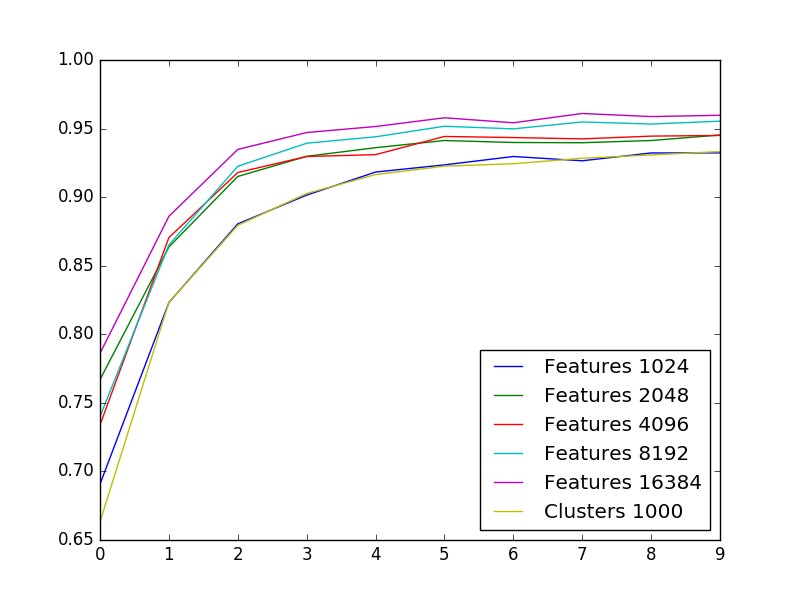 1.00
0.95
0.90
0.85
0.80
0.75
0.70
0.65
0 1 2 3 4 5 6 7 8 9
Features 1024
Features 2048
Features 4096
Features 8192
Features 16384
Clusters 1000